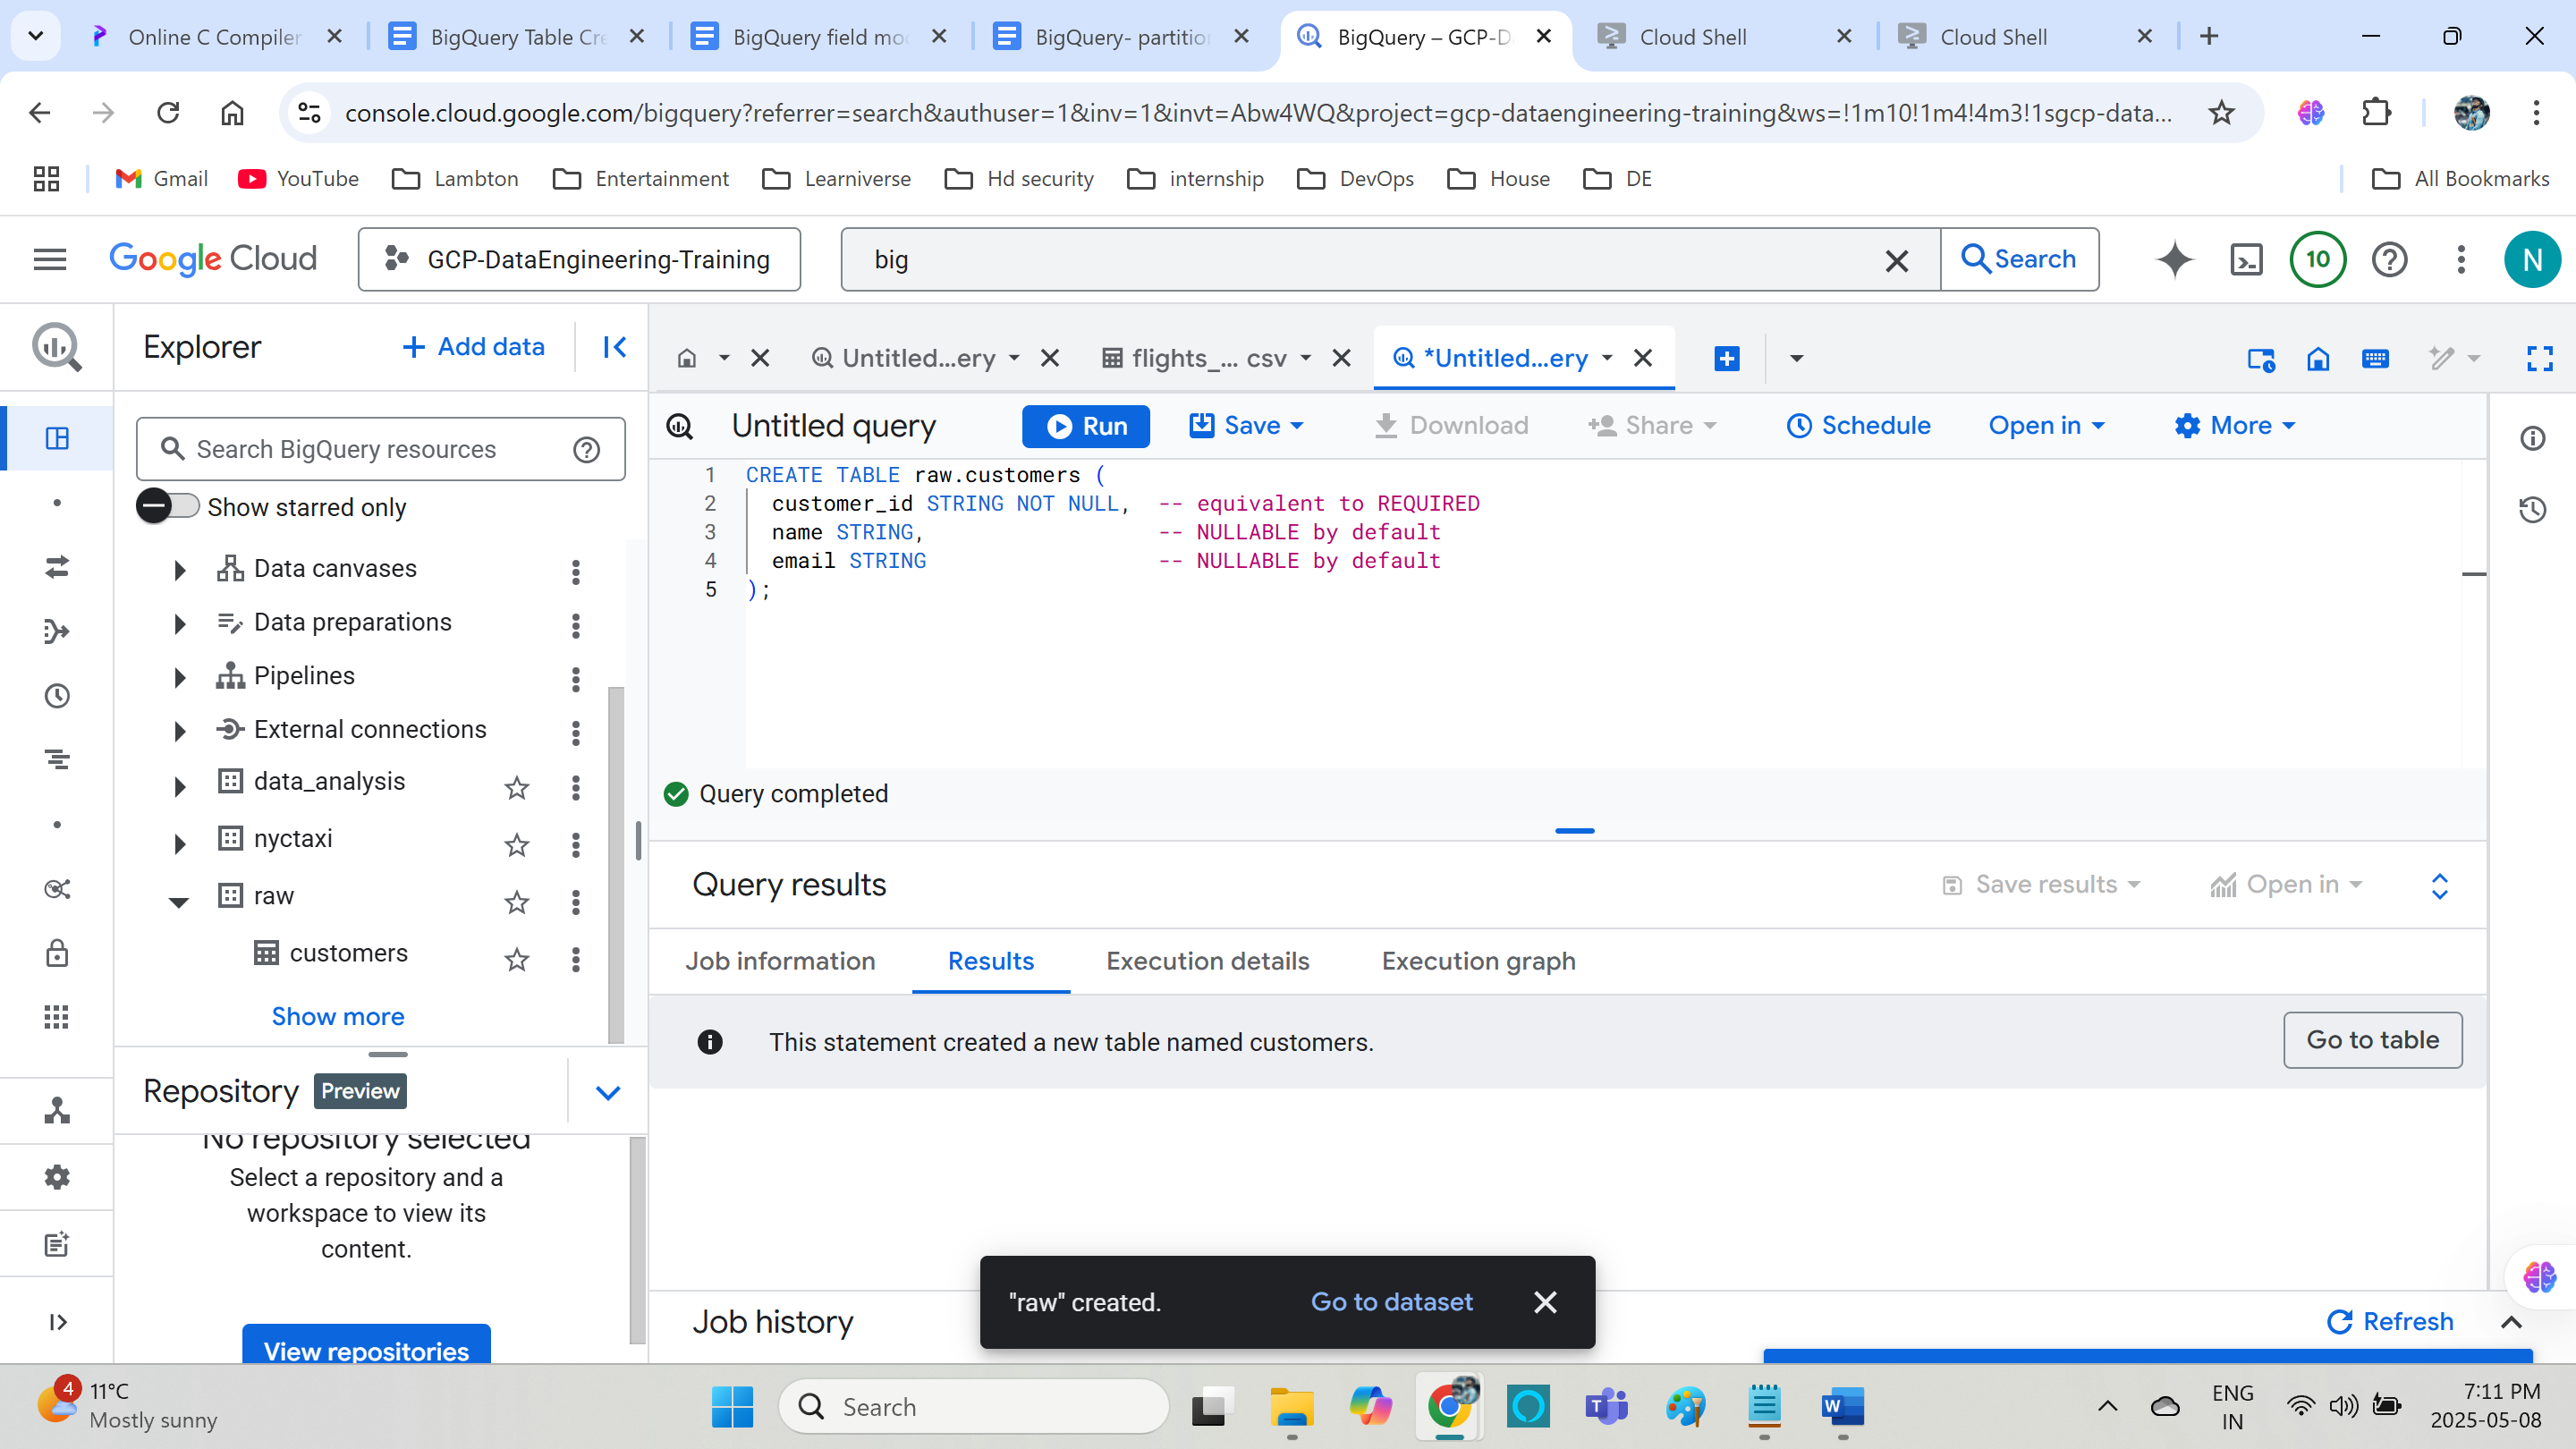 Online C Compiler
BigQuery Table Cre
BigQuery field mo
BigQuery- partition
BigQuery – GCP-D
Cloud Shell
Cloud Shell
console.cloud.google.com/bigquery?referrer=search&authuser=1&inv=1&invt=Abw4WQ&project=gcp-dataengineering-training&ws=!1m10!1m4!4m3!1sgcp-data...
Gmail
YouTube
Lambton
Entertainment
Learniverse
Hd security
internship
DevOps
House
DE
All Bookmarks
Google Cloud
GCP-DataEngineering-Training
big
Search
10
N
Explorer
+ Add data
Untitled...ery
flights_... csv
*Untitled...ery
Search BigQuery resources
Show starred only
Data canvases
Data preparations
Pipelines
External connections
data_analysis
nyctaxi
raw
customers
Show more
Repository Preview
No repository selected
Select a repository and a
workspace to view its
content.
View repositories
Untitled query
Run
Save
Download
Share
Schedule
Open in
More
1 CREATE TABLE raw.customers (
2 customer_id STRING NOT NULL, -- equivalent to REQUIRED
3 name STRING, -- NULLABLE by default
4 email STRING -- NULLABLE by default
5 );
Query completed
Query results
Save results
Open in
Job information
Results
Execution details
Execution graph
This statement created a new table named customers.
Go to table
"raw" created.
Go to dataset
Job history
Refresh
4
11°C
Mostly sunny
Search
ENG
IN
7:11 PM
2025-05-08